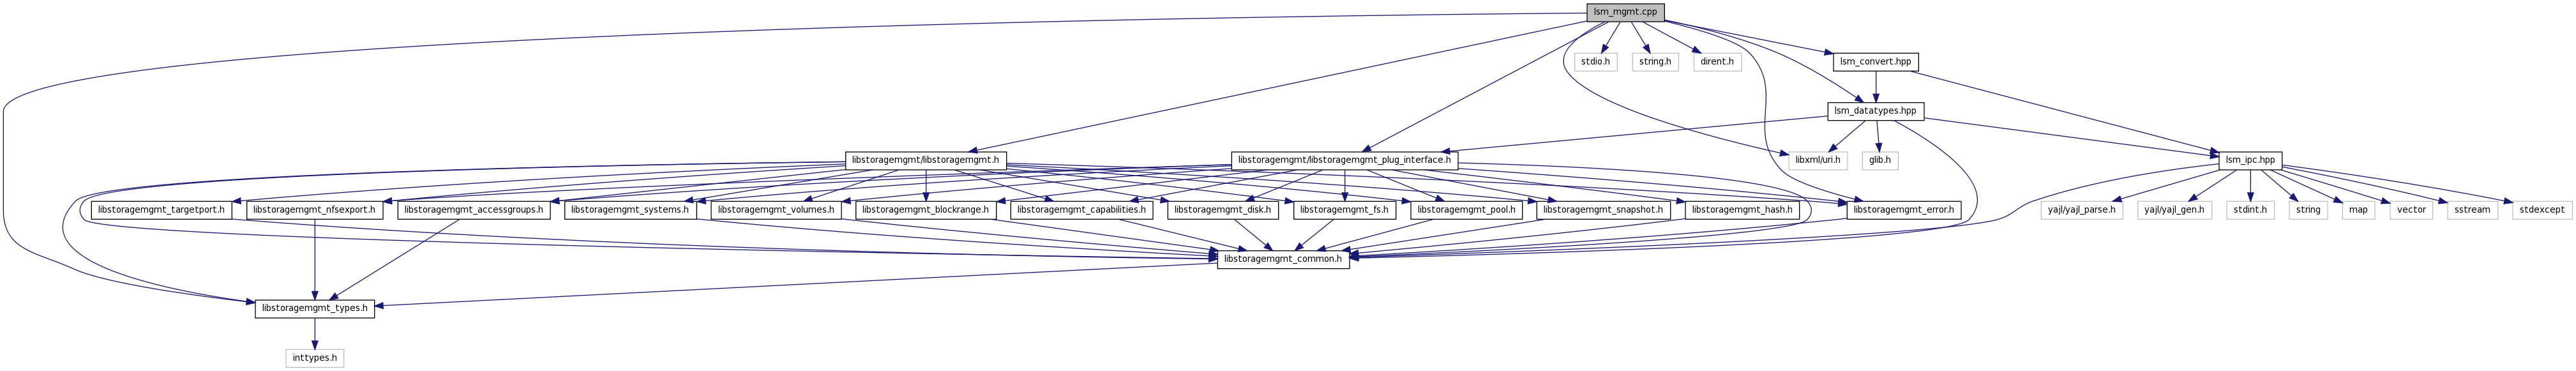 lsm_mgmt.cpp
stdio.h
string.h
dirent.h
lsm_convert.hpp
lsm_datatypes.hpp
libstoragemgmt/libstoragemgmt.h
libstoragemgmt/libstoragemgmt_plug_interface.h
libxml/uri.h
glib.h
lsm_ipc.hpp
libstoragemgmt_targetport.h
libstoragemgmt_nfsexport.h
libstoragemgmt_accessgroups.h
libstoragemgmt_systems.h
libstoragemgmt_volumes.h
libstoragemgmt_blockrange.h
libstoragemgmt_capabilities.h
libstoragemgmt_disk.h
libstoragemgmt_fs.h
libstoragemgmt_pool.h
libstoragemgmt_snapshot.h
libstoragemgmt_hash.h
libstoragemgmt_error.h
yajl/yajl_parse.h
yajl/yajl_gen.h
stdint.h
string
map
vector
sstream
stdexcept
libstoragemgmt_common.h
libstoragemgmt_types.h
inttypes.h